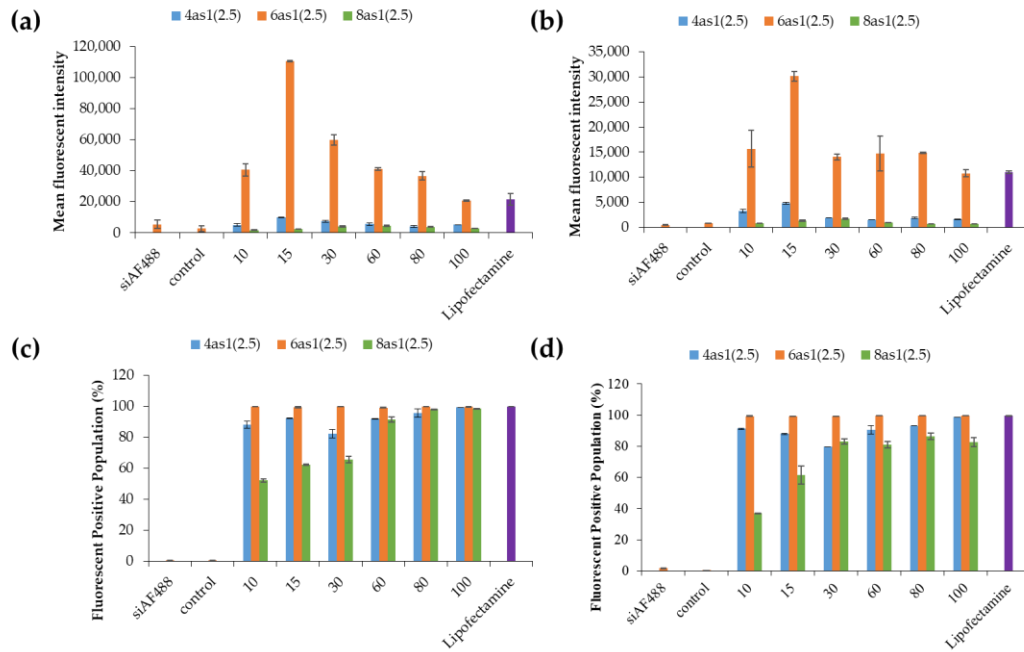 (a)
4as1(2.5) 6as1(2.5) 8as1(2.5)
Mean fluorescent intensity
120,000
100,000
80,000
60,000
40,000
20,000
0
siAF488 control 10 15 30 60 80 100 Lipofectamine
(b)
4as1(2.5) 6as1(2.5) 8as1(2.5)
Mean fluorescent intensity
35,000
30,000
25,000
20,000
15,000
10,000
5,000
0
siAF488 control 10 15 30 60 80 100 Lipofectamine
(c)
4as1(2.5) 6as1(2.5) 8as1(2.5)
Fluorescent Positive Population (%)
120
100
80
60
40
20
0
siAF488 control 10 15 30 60 80 100 Lipofectamine
(d)
4as1(2.5) 6as1(2.5) 8as1(2.5)
Fluorescent Positive Population (%)
120
100
80
60
40
20
0
siAF488 control 10 15 30 60 80 100 Lipofectamine